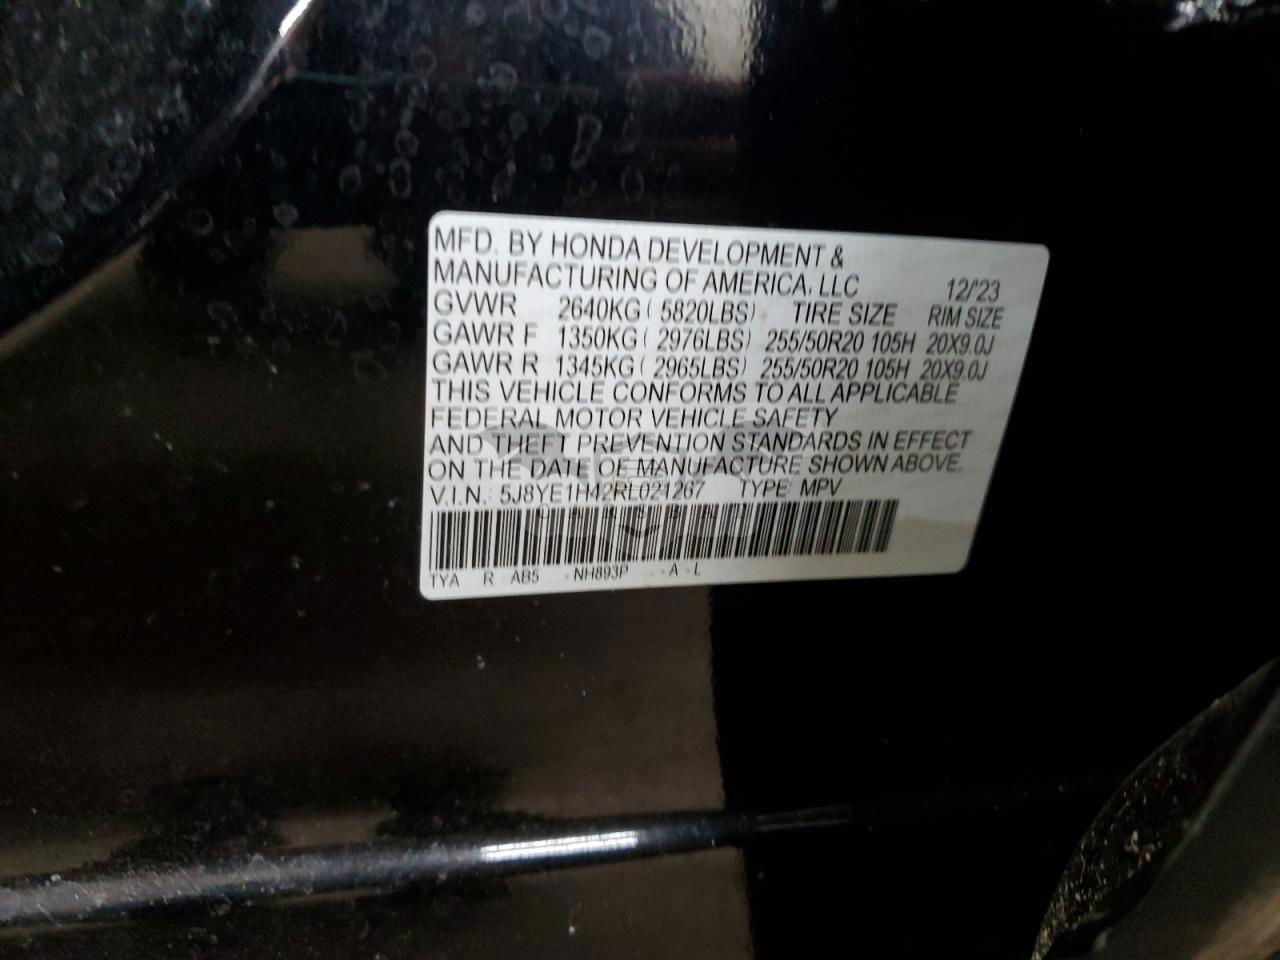 MFD. BY HONDA DEVELOPMENT &
MANUFACTURING OF AMERICA, LLC 12/'23
GVWR 2640KG ( 5820LBS) TIRE SIZE RIM SIZE
GAWR F 1350KG ( 2976LBS) 255/50R20 105H 20X9.0J
GAWR R 1345KG ( 2965LBS) 255/50R20 105H 20X9.0J
THIS VEHICLE CONFORMS TO ALL APPLICABLE
FEDERAL MOTOR VEHICLE SAFETY
AND THEFT PREVENTION STANDARDS IN EFFECT
ON THE DATE OF MANUFACTURE SHOWN ABOVE.
V.I.N.: 5J8YE1H42RL021267 TYPE: MPV
TYA R AB5 - NH893P - A - L